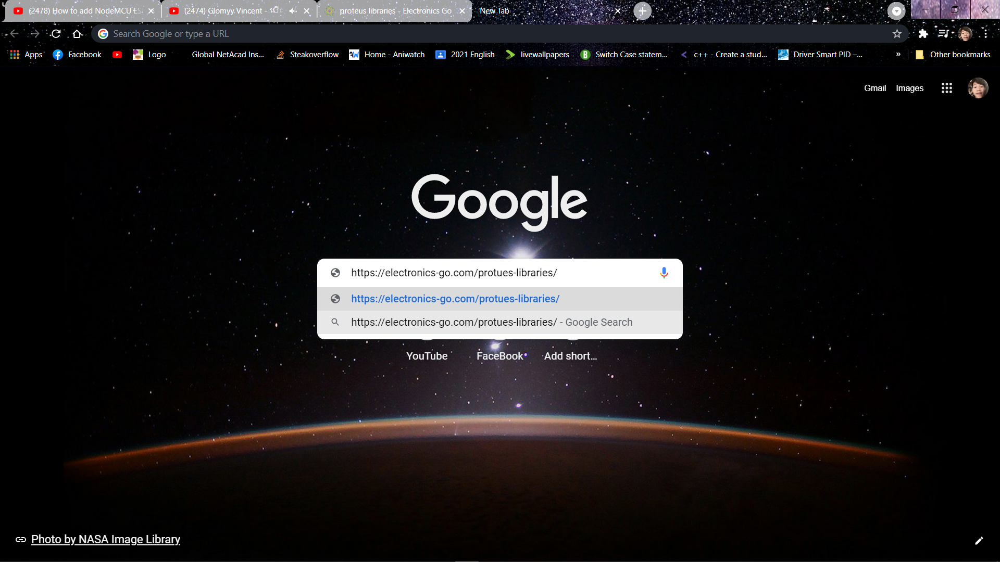 (2478) How to add NodeMCU ES
(2474) Glomyy Vincent - បើ
proteus libraries - Electronics Go
New Tab
Search Google or type a URL
Apps
Facebook
Logo
Global NetAcad Ins...
Steakoverflow
Home - Aniwatch
2021 English
livewallpapers
Switch Case statem...
c++ - Create a stud...
Driver Smart PID –...
»
Other bookmarks
Gmail
Images
Google
https://electronics-go.com/protues-libraries/
https://electronics-go.com/protues-libraries/
https://electronics-go.com/protues-libraries/ - Google Search
YouTube
FaceBook
Add short...
Photo by NASA Image Library